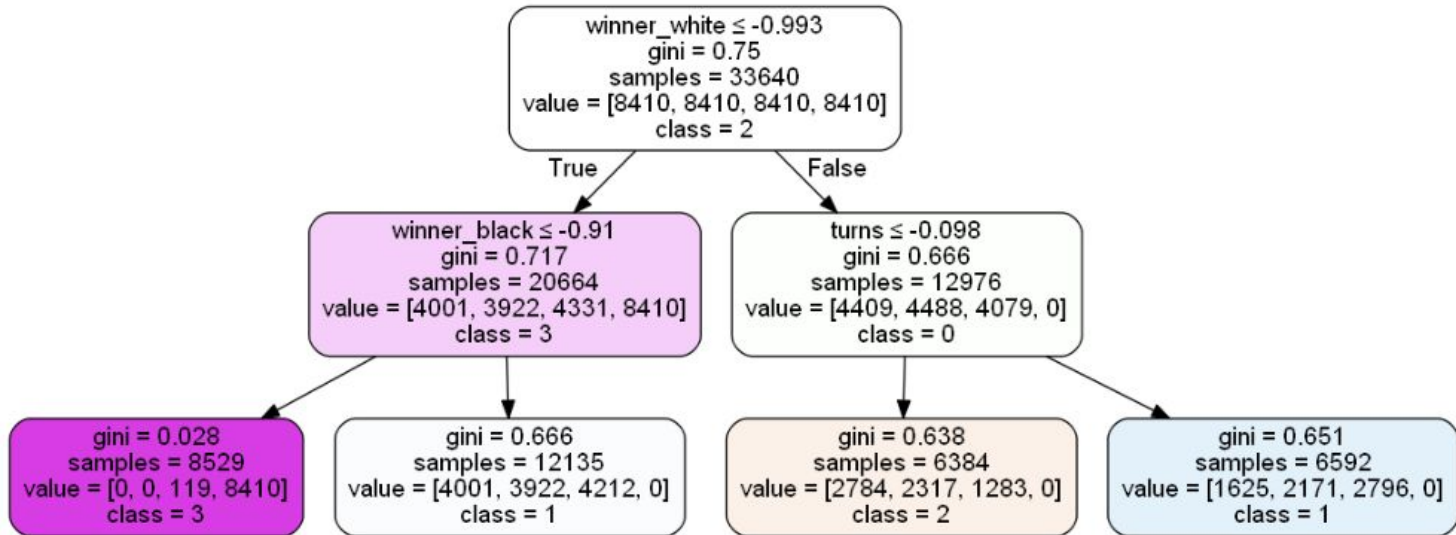 winner_white ≤ -0.993
gini = 0.75
samples = 33640
value = [8410, 8410, 8410, 8410]
class = 2
True
False
winner_black ≤ -0.91
gini = 0.717
samples = 20664
value = [4001, 3922, 4331, 8410]
class = 3
turns ≤ -0.098
gini = 0.666
samples = 12976
value = [4409, 4488, 4079, 0]
class = 0
gini = 0.028
samples = 8529
value = [0, 0, 119, 8410]
class = 3
gini = 0.666
samples = 12135
value = [4001, 3922, 4212, 0]
class = 1
gini = 0.638
samples = 6384
value = [2784, 2317, 1283, 0]
class = 2
gini = 0.651
samples = 6592
value = [1625, 2171, 2796, 0]
class = 1